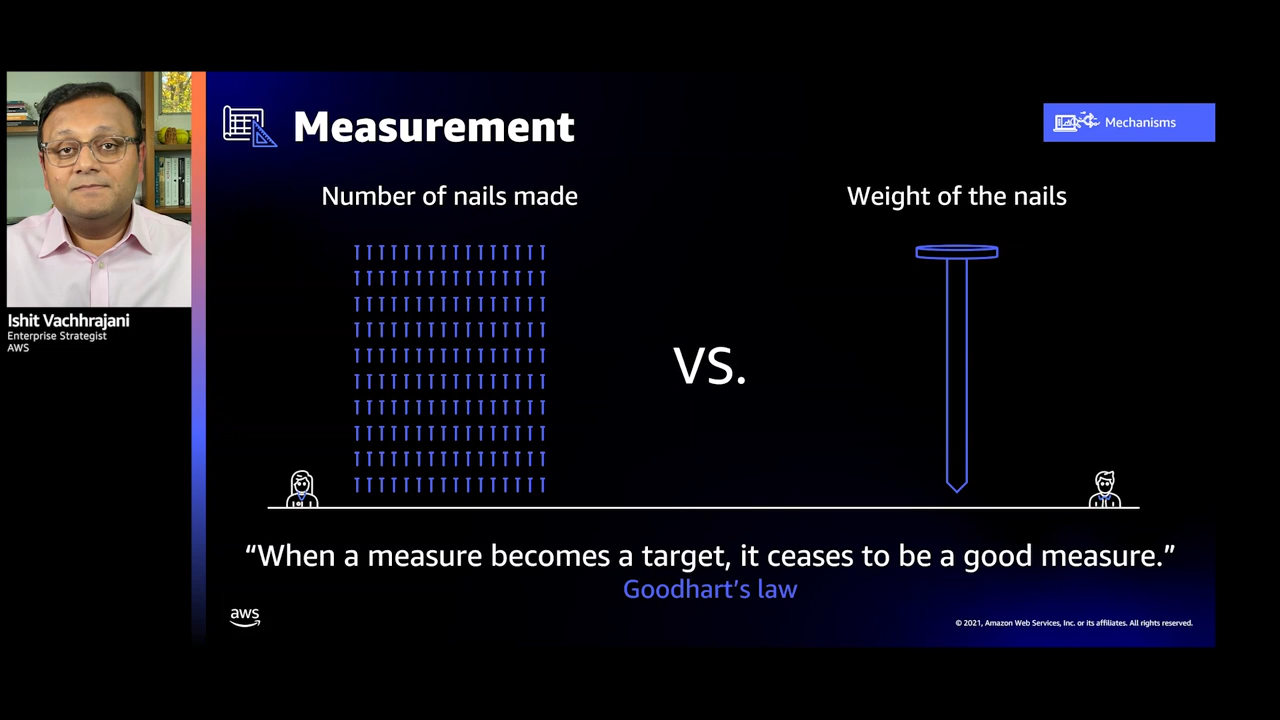 Measurement
Mechanisms
Number of nails made
Weight of the nails
VS.
Ishit Vachhrajani
Enterprise Strategist
AWS
“When a measure becomes a target, it ceases to be a good measure.”
Goodhart’s law
aws
© 2021, Amazon Web Services, Inc. or its affiliates. All rights reserved.